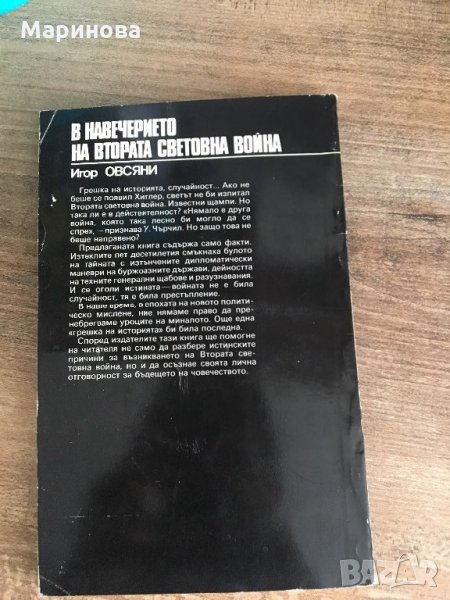 Маринова
В НАВЕЧЕРИЕТО
НА ВТОРАТА СВЕТОВНА ВОЙНА
Игор ОВСЯНИ
Грешка на историята, случайност... Ако не
беше се появил Хитлер, светът не би изпитал
Втората световна война. Известни щампи. Но
така ли е в действителност? «Нямало е друга
война, която така лесно би могло да се
спре», — признава У. Чърчил. Но защо това не
беше направено?
Предлаганата книга съдържа само факти.
Изтеклите пет десетилетия смъкнаха булото
на тайната с изтънчените дипломатически
маневри на буржоазните държави, дейността
на техните генерални щабове и разузнавания.
И се оголи истината — войната не е била
случайност, тя е била престъпление.
В наше време, в епохата на новото полити-
ческо мислене, ние нямаме право да пре-
небрегваме уроците на миналото. Още една
«грешка на историята» би била последна.
Според издателите тази книга ще помогне
на читателя не само да разбере истинските
причини за възникването на Втората све-
товна война, но и да осъзнае своята лична
отговорност за бъдещето на човечеството.
BAZAR